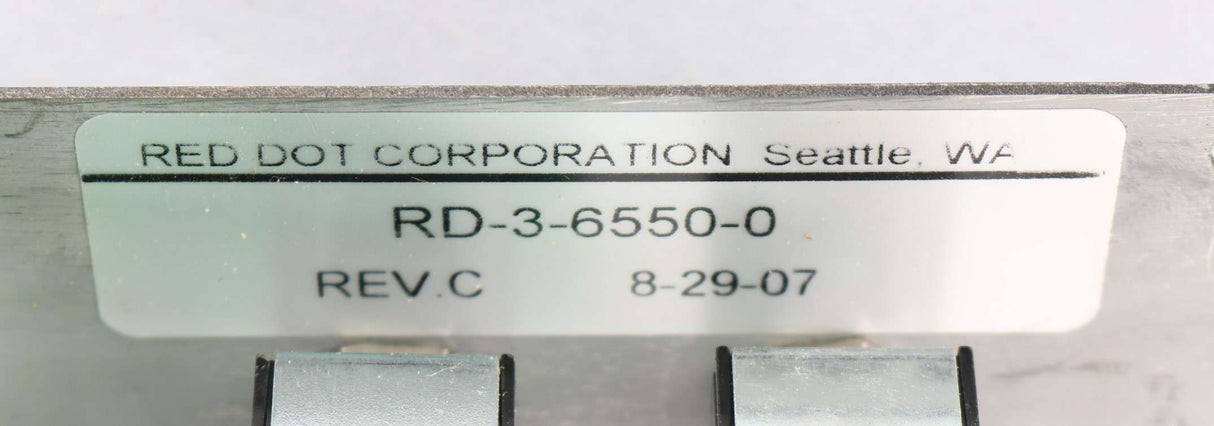 RED DOT CORPORATION Seattle, WA
RD-3-6550-0
REV.C 8-29-07